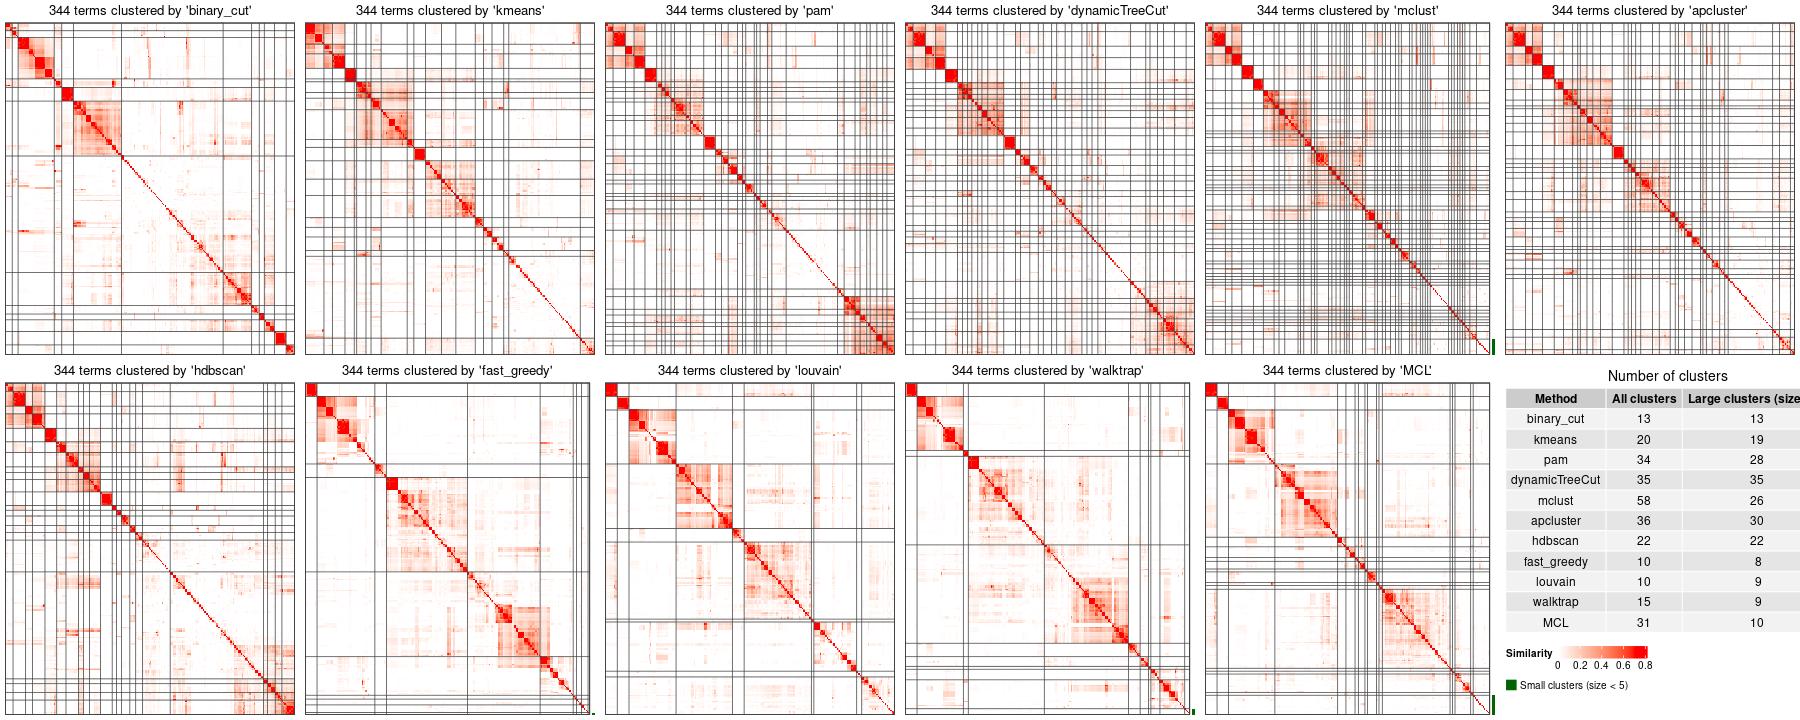 344 terms clustered by 'binary_cut'
344 terms clustered by 'kmeans'
344 terms clustered by 'pam'
344 terms clustered by 'dynamicTreeCut'
344 terms clustered by 'mclust'
344 terms clustered by 'apcluster'
344 terms clustered by 'hdbscan'
344 terms clustered by 'fast_greedy'
344 terms clustered by 'louvain'
344 terms clustered by 'walktrap'
344 terms clustered by 'MCL'
Number of clusters
Method All clusters Large clusters (size
binary_cut 13 13
kmeans 20 19
pam 34 28
dynamicTreeCut 35 35
mclust 58 26
apcluster 36 30
hdbscan 22 22
fast_greedy 10 8
louvain 10 9
walktrap 15 9
MCL 31 10
Similarity
0 0.2 0.4 0.6 0.8
Small clusters (size < 5)